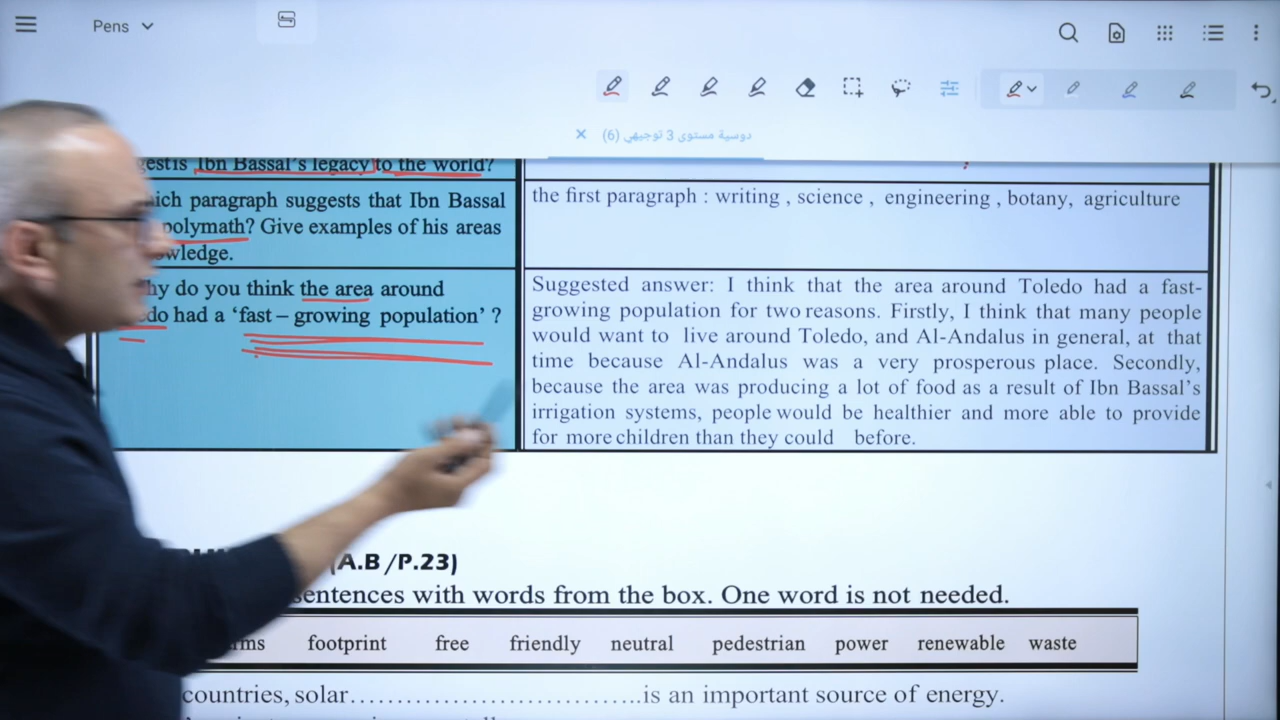 Pens
دوسية مستوى 3 توجيهي (6)
Ibn Bassal's legacy to the world?
paragraph suggests that Ibn Bassal
polymath? Give examples of his areas
the first paragraph : writing , science , engineering , botany, agriculture
do you think the area around
had a 'fast – growing population' ?
Suggested answer: I think that the area around Toledo had a fast-
growing population for two reasons. Firstly, I think that many people
would want to live around Toledo, and Al-Andalus in general, at that
time because Al-Andalus was a very prosperous place. Secondly,
because the area was producing a lot of food as a result of Ibn Bassal's
irrigation systems, people would be healthier and more able to provide
for more children than they could before.
(A.B /P.23)
sentences with words from the box. One word is not needed.
footprint free friendly neutral pedestrian power renewable waste
countries, solar……………………………………..is an important source of energy.